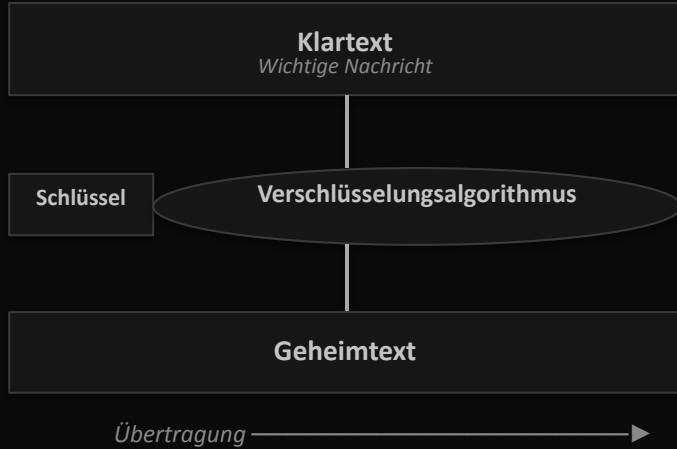 Klartext
Wichtige Nachricht
Schlüssel
Verschlüsselungsalgorithmus
Geheimtext
Übertragung